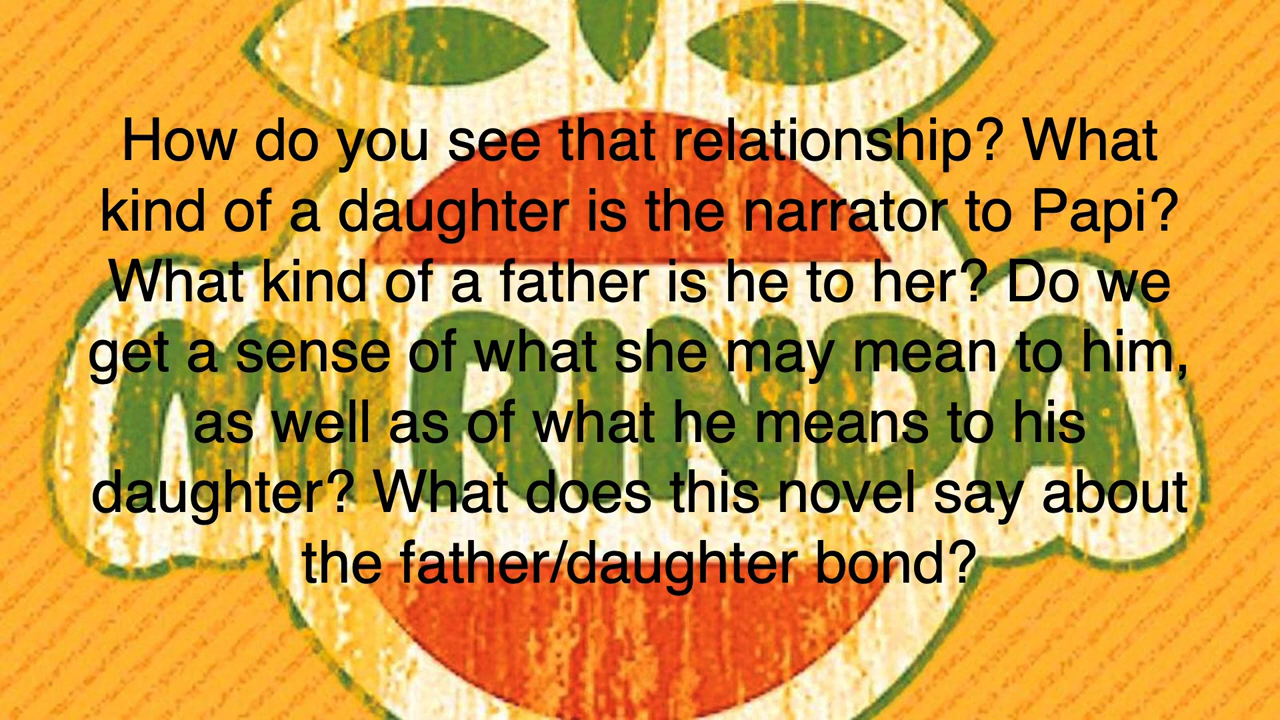 How do you see that relationship? What
kind of a daughter is the narrator to Papi?
What kind of a father is he to her? Do we
get a sense of what she may mean to him,
as well as of what he means to his
daughter? What does this novel say about
the father/daughter bond?
MIRINDA